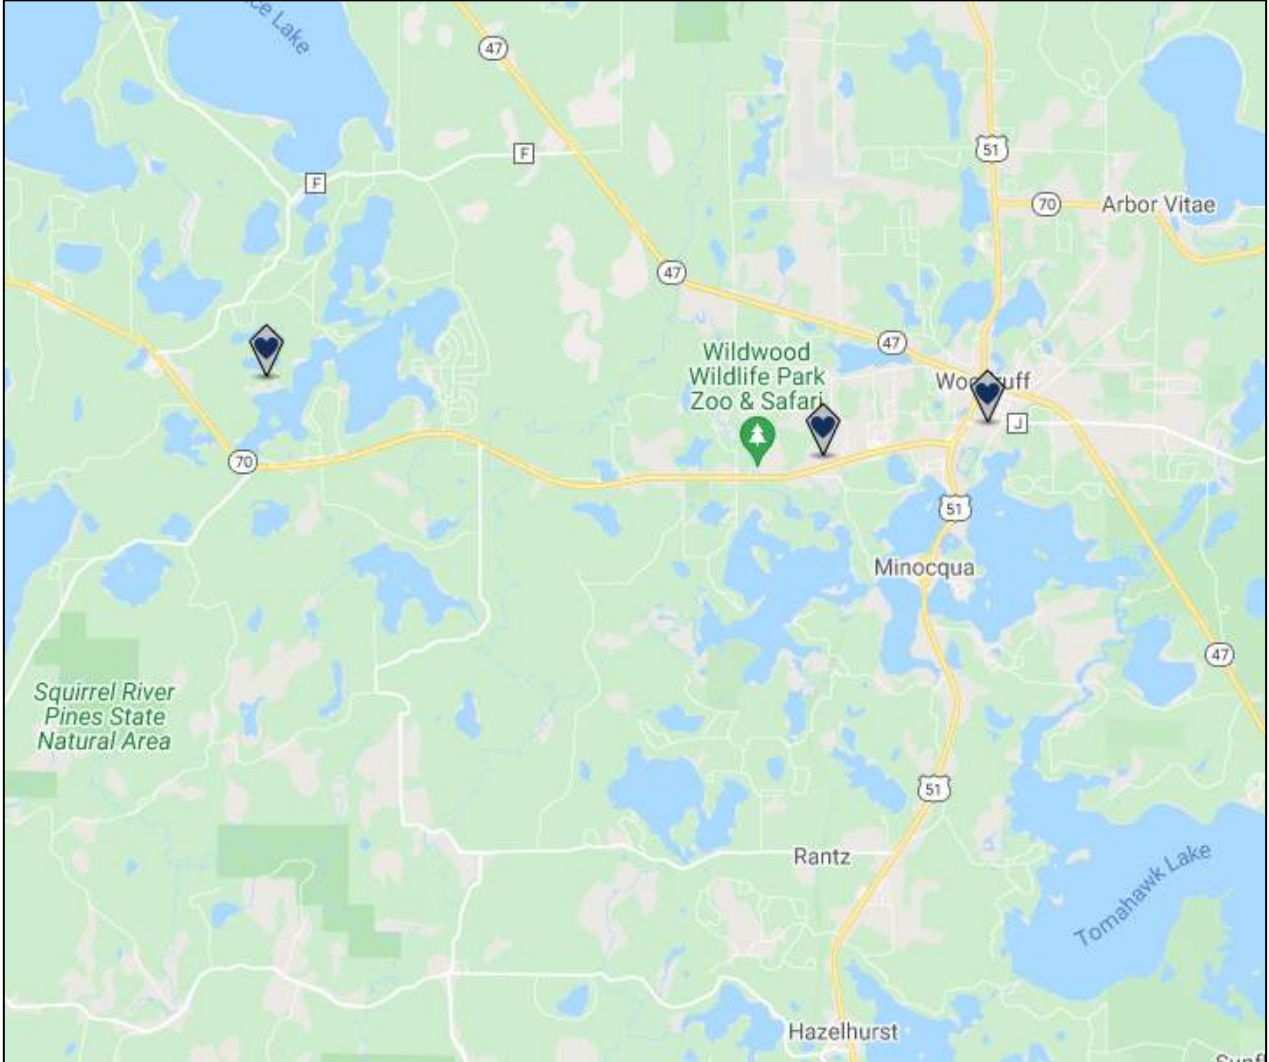 ce Lake
47
F
F
51
70
Arbor Vitae
47
47
Wildwood
Wildlife Park
Zoo & Safari
J
70
51
Minocqua
47
Squirrel River
Pines State
Natural Area
51
Rantz
Tomahawk Lake
Hazelhurst